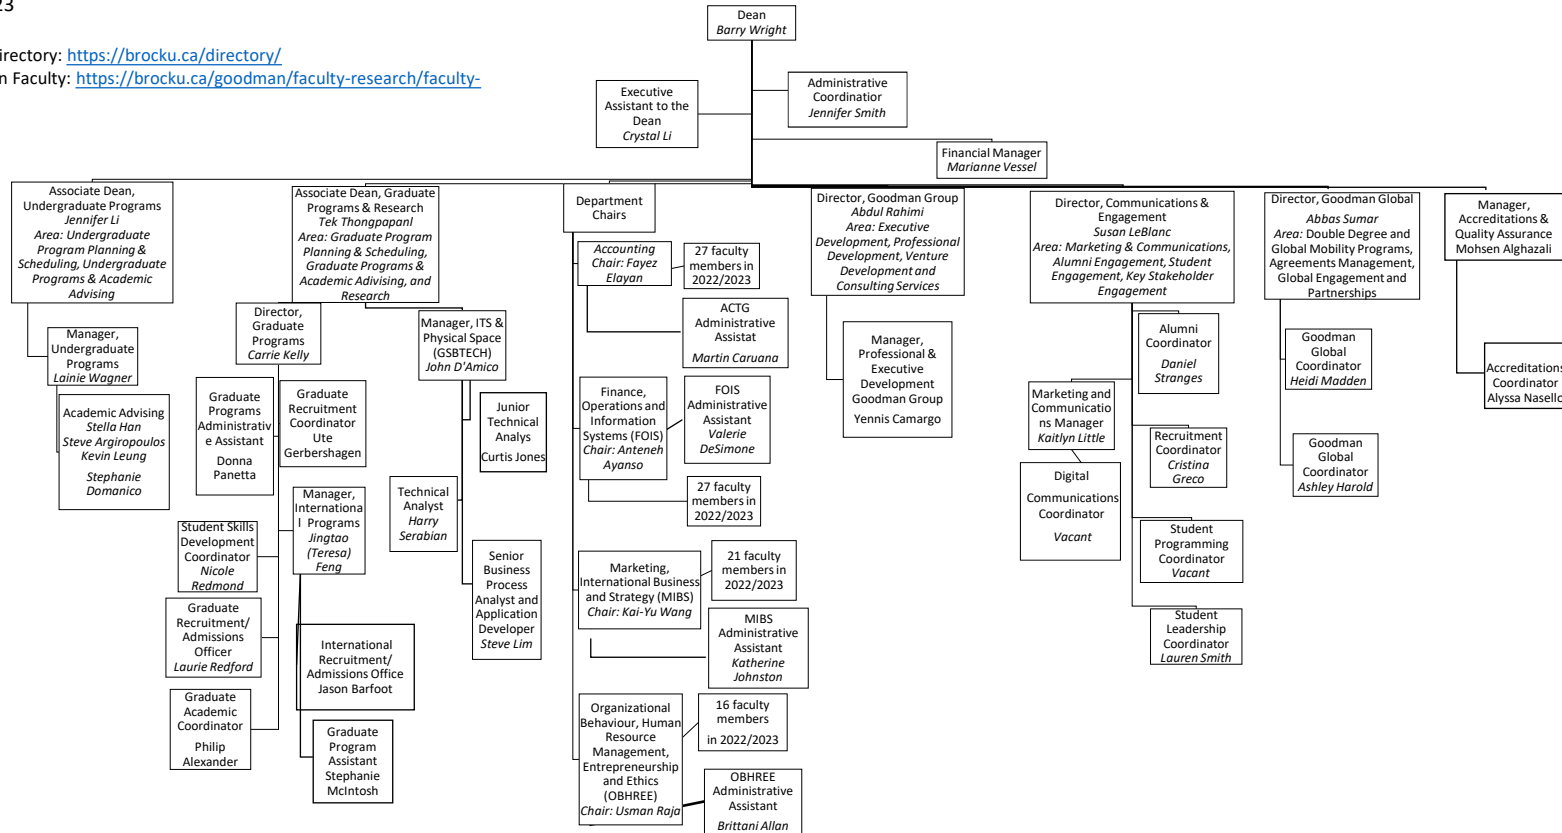 23
irectory: https://brocku.ca/directory/
n Faculty: https://brocku.ca/goodman/faculty-research/faculty-
Dean
Barry Wright
Executive
Assistant to the
Dean
Crystal Li
Administrative
Coordinatior
Jennifer Smith
Financial Manager
Marianne Vessel
Associate Dean,
Undergraduate Programs
Jennifer Li
Area: Undergraduate
Program Planning &
Scheduling, Undergraduate
Programs & Academic
Advising
Manager,
Undergraduate
Programs
Lainie Wagner
Academic Advising
Stella Han
Steve Argiropoulos
Kevin Leung
Stephanie
Domanico
Associate Dean, Graduate
Programs & Research
Tek Thongpapanl
Area: Graduate Program
Planning & Scheduling,
Graduate Programs &
Academic Advising, and
Research
Director,
Graduate
Programs
Carrie Kelly
Graduate
Programs
Administrativ
e Assistant
Donna
Panetta
Graduate
Recruitment
Coordinator
Ute
Gerbershagen
Manager,
Internationa
l Programs
Jingtao
(Teresa)
Feng
Student Skills
Development
Coordinator
Nicole
Redmond
Graduate
Recruitment/
Admissions
Officer
Laurie Redford
Graduate
Academic
Coordinator
Philip
Alexander
International
Recruitment/
Admissions Office
Jason Barfoot
Graduate
Program
Assistant
Stephanie
McIntosh
Manager, ITS &
Physical Space
(GSBTECH)
John D'Amico
Junior
Technical
Analys
Curtis Jones
Technical
Analyst
Harry
Serabian
Senior
Business
Process
Analyst and
Application
Developer
Steve Lim
Department
Chairs
Accounting
Chair: Fayez
Elayan
27 faculty
members in
2022/2023
ACTG
Administrative
Assistat
Martin Caruana
Finance,
Operations and
Information
Systems (FOIS)
Chair: Anteneh
Ayanso
FOIS
Administrative
Assistant
Valerie
DeSimone
27 faculty
members in
2022/2023
Marketing,
International Business
and Strategy (MIBS)
Chair: Kai-Yu Wang
21 faculty
members in
2022/2023
MIBS
Administrative
Assistant
Katherine
Johnston
Organizational
Behaviour, Human
Resource
Management,
Entrepreneurship
and Ethics
(OBHREE)
Chair: Usman Raja
16 faculty
members
in 2022/2023
OBHREE
Administrative
Assistant
Brittani Allan
Director, Goodman Group
Abdul Rahimi
Area: Executive
Development, Professional
Development, Venture
Development and
Consulting Services
Manager,
Professional &
Executive
Development
Goodman Group
Yennis Camargo
Director, Communications &
Engagement
Susan LeBlanc
Area: Marketing & Communications,
Alumni Engagement, Student
Engagement, Key Stakeholder
Engagement
Alumni
Coordinator
Daniel
Stranges
Marketing and
Communicatio
ns Manager
Kaitlyn Little
Digital
Communications
Coordinator
Vacant
Recruitment
Coordinator
Cristina
Greco
Student
Programming
Coordinator
Vacant
Student
Leadership
Coordinator
Lauren Smith
Director, Goodman Global
Abbas Sumar
Area: Double Degree and
Global Mobility Programs,
Agreements Management,
Global Engagement and
Partnerships
Goodman
Global
Coordinator
Heidi Madden
Goodman
Global
Coordinator
Ashley Harold
Manager,
Accreditations &
Quality Assurance
Mohsen Alghazali
Accreditations
Coordinator
Alyssa Nasello